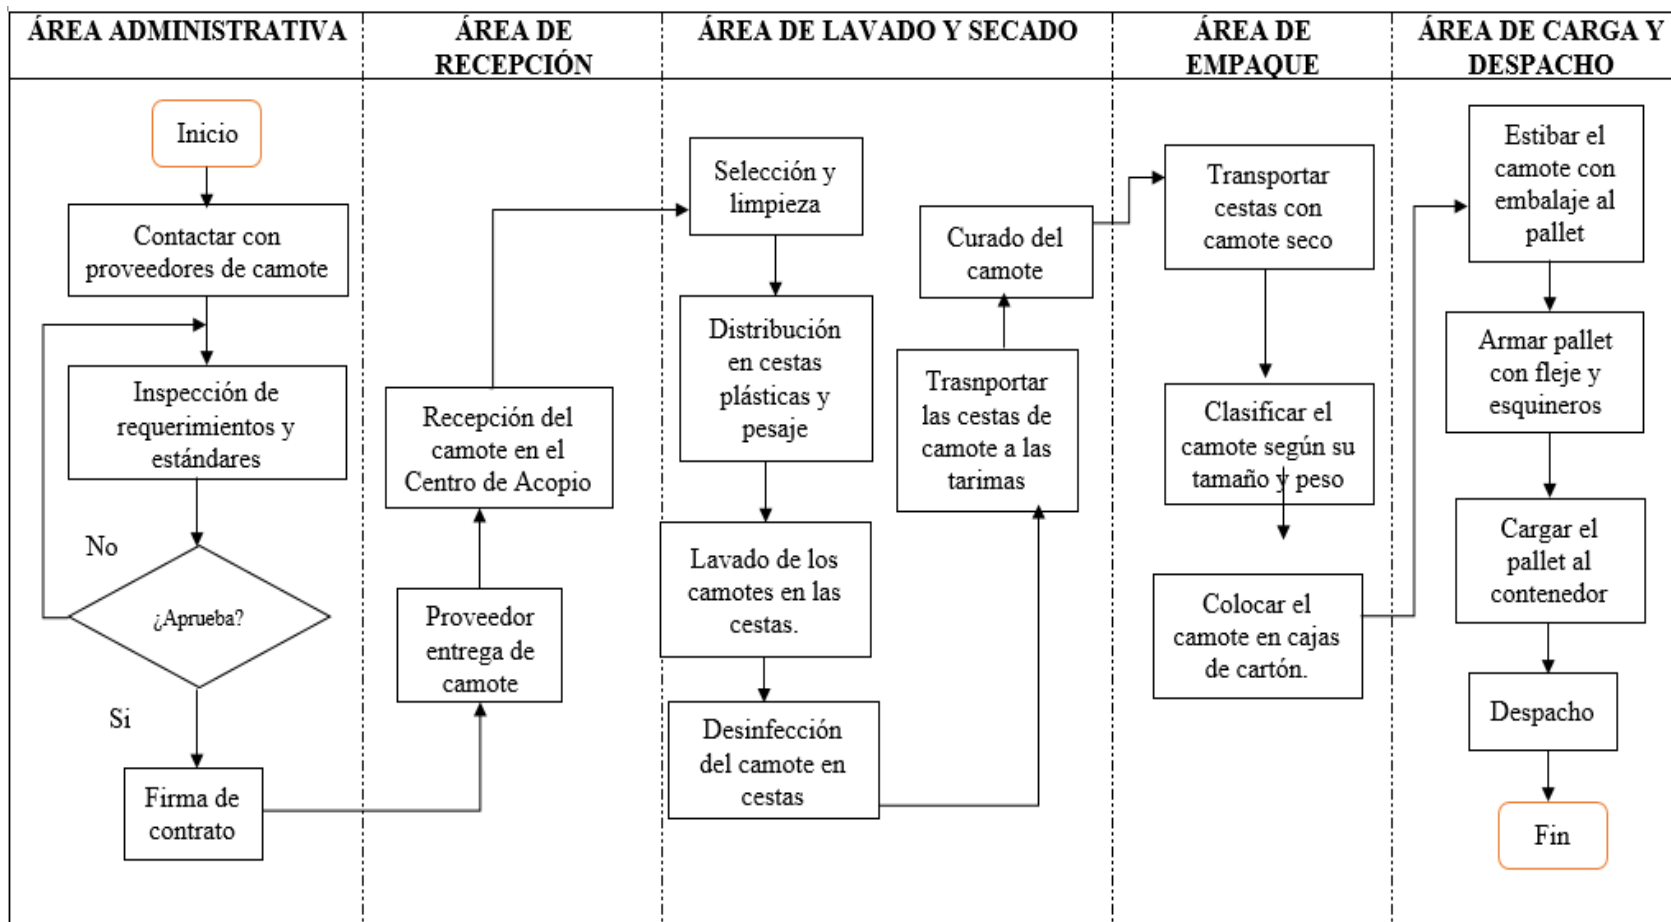 ÁREA ADMINISTRATIVA
ÁREA DE
RECEPCIÓN
ÁREA DE LAVADO Y SECADO
ÁREA DE
EMPAQUE
ÁREA DE CARGA Y
DESPACHO
Inicio
Contactar con
proveedores de camote
Inspección de
requerimientos y
estándares
No
¿Aprueba?
Si
Firma de
contrato
Proveedor
entrega de
camote
Recepción del
camote en el
Centro de Acopio
Selección y
limpieza
Distribución
en cestas
plásticas y
pesaje
Lavado de los
camotes en las
cestas.
Desinfección
del camote en
cestas
Trasnportar
las cestas de
camote a las
tarimas
Curado del
camote
Transportar
cestas con
camote seco
Clasificar el
camote según su
tamaño y peso
Colocar el
camote en cajas
de cartón.
Estibar el
camote con
embalaje al
pallet
Armar pallet
con fleje y
esquineros
Cargar el
pallet al
contenedor
Despacho
Fin